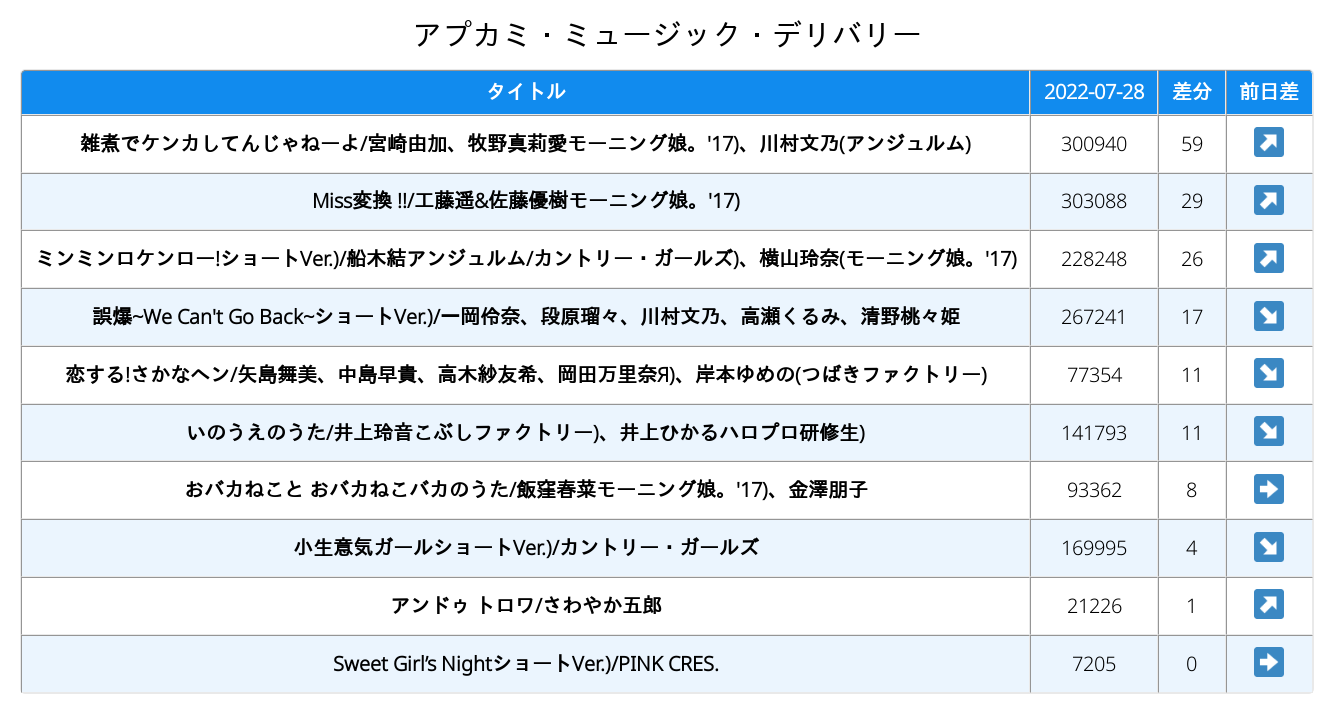 アプカミ・ミュージック・デリバリー
タイトル 2022-07-28 差分 前日差
雑煮でケンカしてんじゃねーよ/宮崎由加、牧野真莉愛モーニング娘。'17)、川村文乃(アンジュルム) 300940 59
Miss変換 !!/工藤遥&佐藤優樹モーニング娘。'17) 303088 29
ミンミンロケンロー!ショートVer.)/船木結アンジュルム/カントリー・ガールズ)、横山玲奈(モーニング娘。'17) 228248 26
誤爆~We Can't Go Back~ショートVer.)/一岡伶奈、段原瑠々、川村文乃、高瀬くるみ、清野桃々姫 267241 17
恋する!さかなヘン/矢島舞美、中島早貴、高木紗友希、岡田万里奈Я)、岸本ゆめの(つばきファクトリー) 77354 11
いのうえのうた/井上玲音こぶしファクトリー)、井上ひかるハロプロ研修生) 141793 11
おバカねこと おバカねこバカのうた/飯窪春菜モーニング娘。'17)、金澤朋子 93362 8
小生意気ガールショートVer.)/カントリー・ガールズ 169995 4
アンドゥ トロワ/さわやか五郎 21226 1
Sweet Girl’s NightショートVer.)/PINK CRES. 7205 0